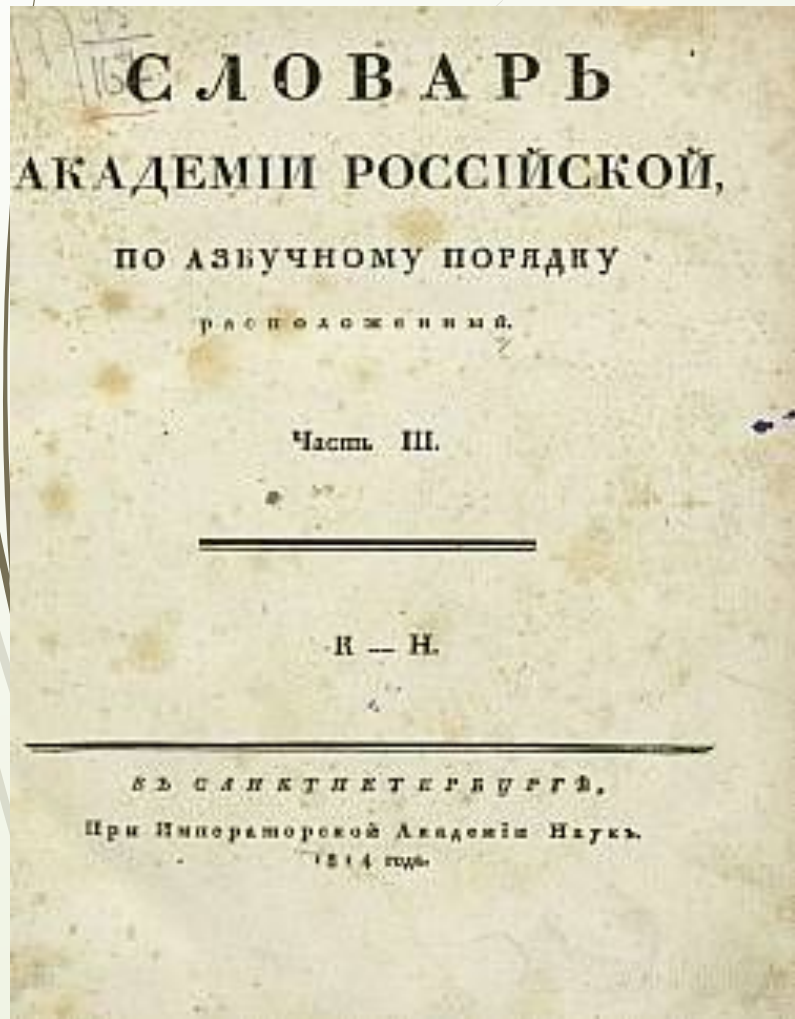 СЛОВАРЬ
АКАДЕМІИ РОССІЙСКОЙ,
ПО АЗБУЧНОМУ ПОРЯДКУ
расположенный.
Часть III.
К — Н.
ВЪ САНКТПЕТЕРБУРГѢ,
При Императорской Академіи Наукъ.
1814 года.